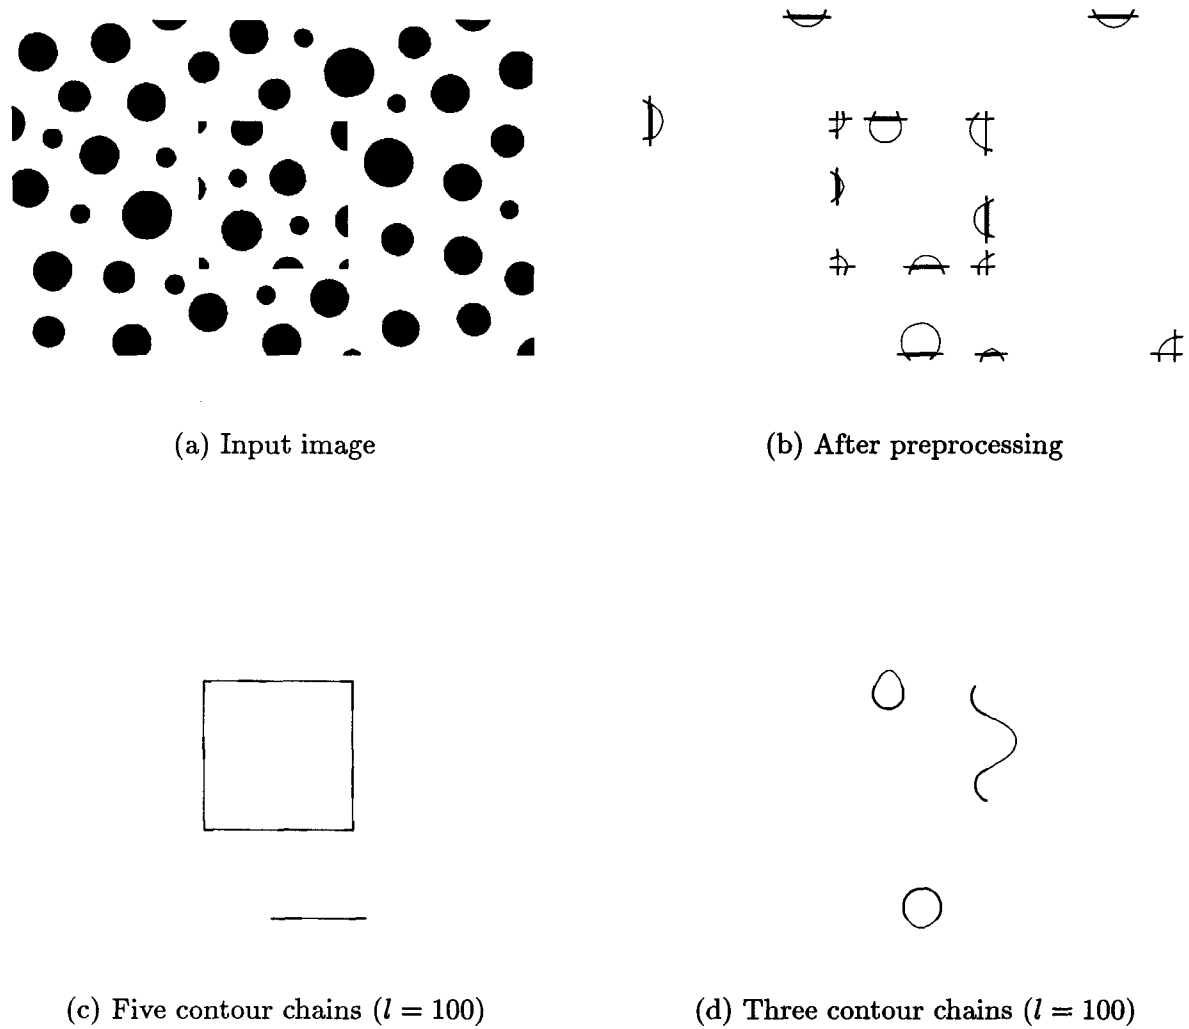 (a) Input image
(b) After preprocessing
(c) Five contour chains (l = 100)
(d) Three contour chains (l = 100)